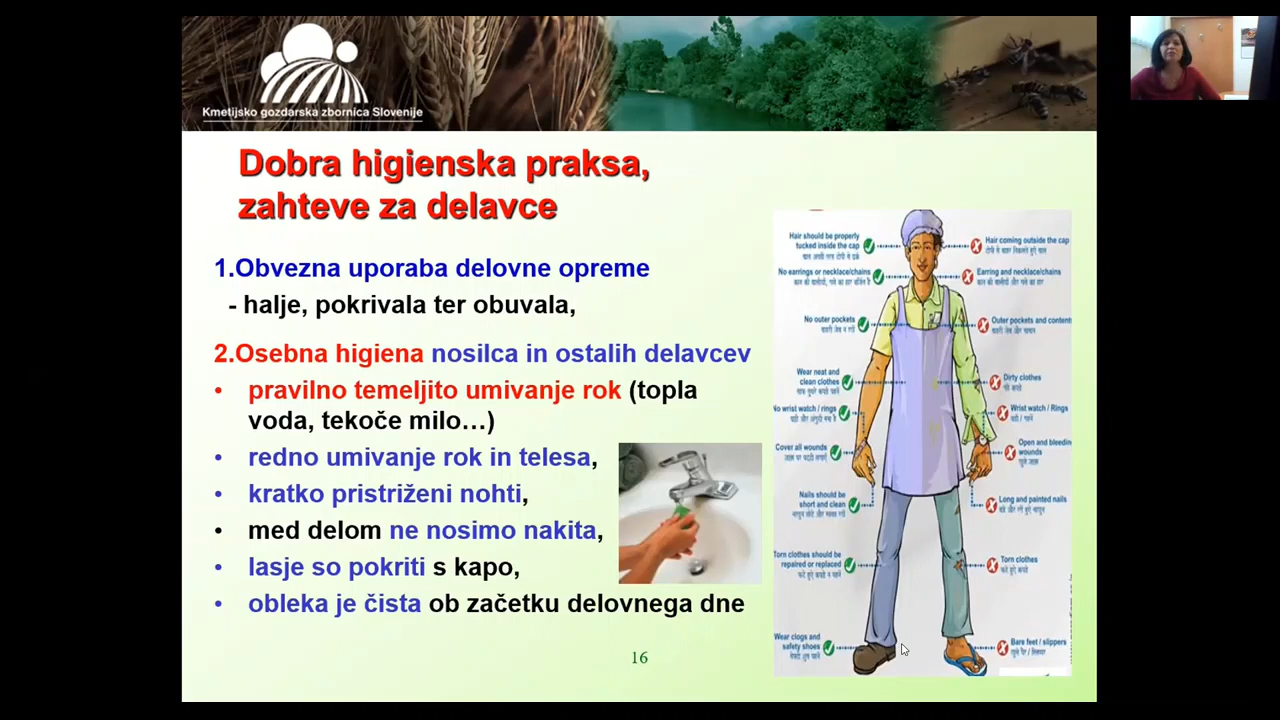 Kmetijsko gozdarska zbornica Slovenije
Dobra higienska praksa,
zahteve za delavce
1.Obvezna uporaba delovne opreme
- halje, pokrivala ter obuvala,
2.Osebna higiena nosilca in ostalih delavcev
• pravilno temeljito umivanje rok (topla
voda, tekoče milo…)
• redno umivanje rok in telesa,
• kratko pristriženi nohti,
• med delom ne nosimo nakita,
• lasje so pokriti s kapo,
• obleka je čista ob začetku delovnega dne
Hair should be properly
tucked inside the cap
No earrings or necklace/chains
No outer pockets
Wear neat and
clean clothes
No wrist watch / rings
Cover all wounds
Nails should be
short and clean
Torn clothes should be
repaired or replaced
Wear clogs and
safety shoes
Hair coming outside the cap
Earring and necklace/chains
Outer pockets and content
Dirty clothes
Wrist watch / Rings
Open and bleeding
wounds
Long and painted nails
Torn clothes
Bare feet / slippers
16